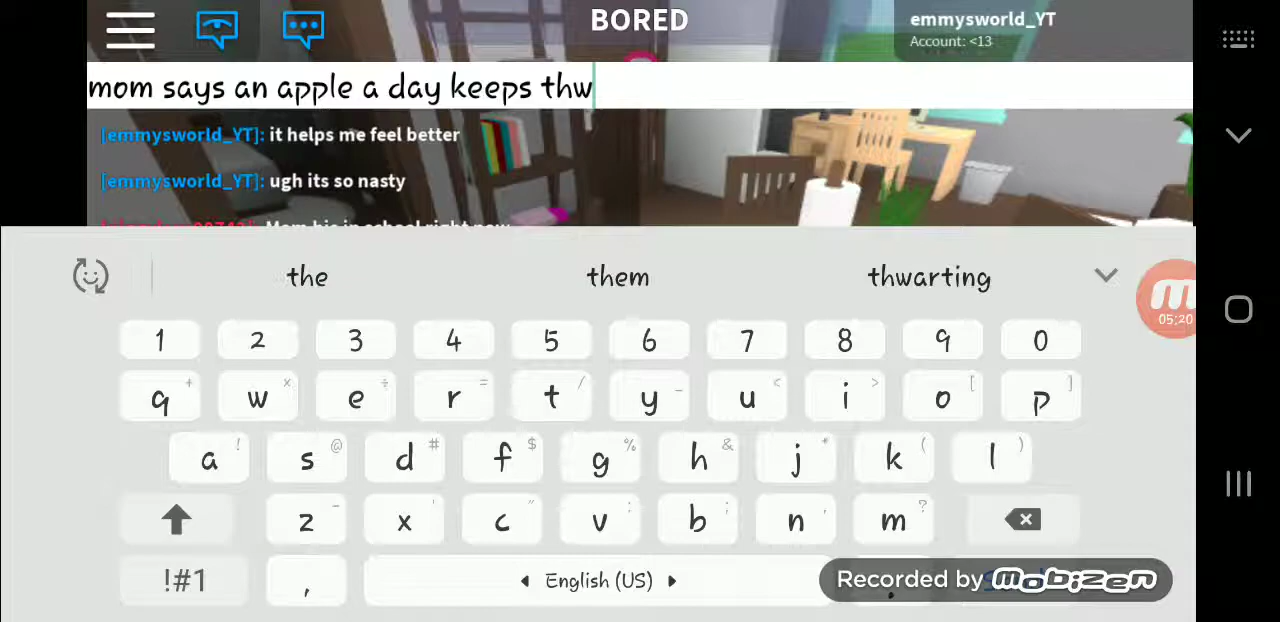 BORED
emmysworld_YT
Account: <13
mom says an apple a day keeps thw
[emmysworld_YT]: it helps me feel better
[emmysworld_YT]: ugh its so nasty
the them thwarting
05:20
1 2 3 4 5 6 7 8 9 0
q + w × e ÷ r = t / y _ u < i > o [ p ]
a ! s @ d # f $ g % h & j * k ( l )
z - x ' c " v : b ; n , m ?
!#1 , English (US) .
Recorded by mobizen